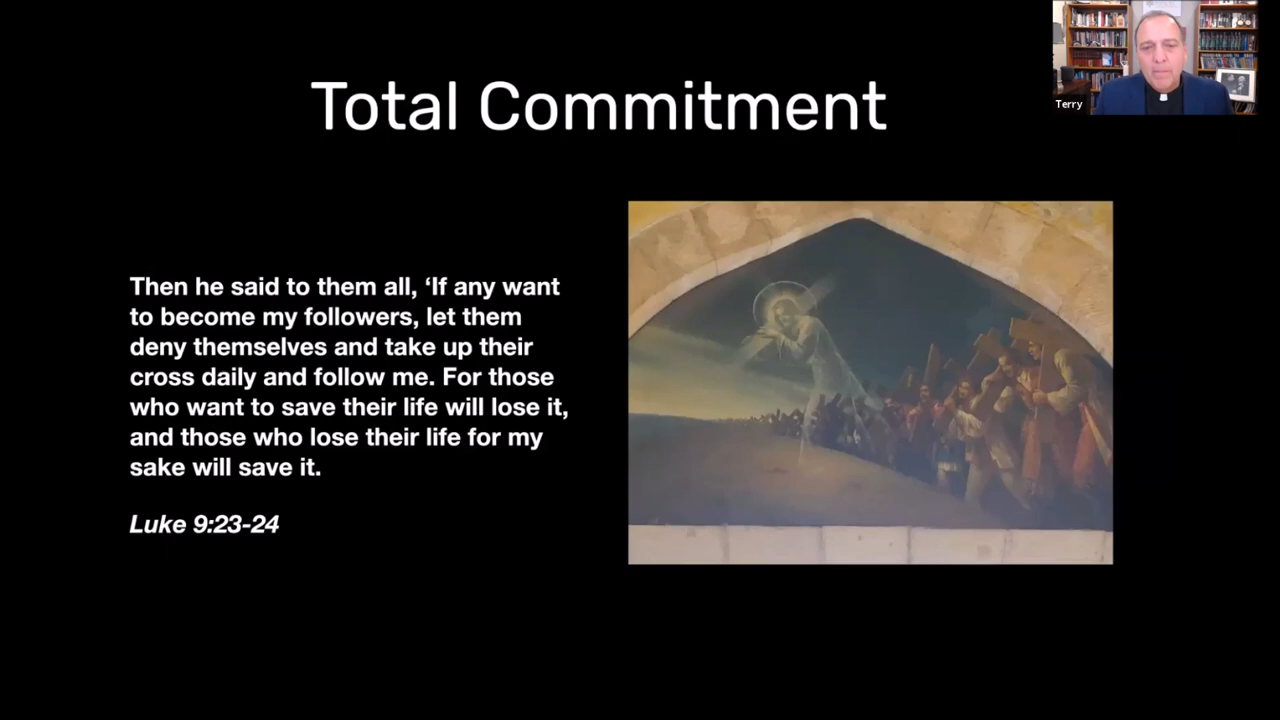 Total Commitment
Terry
Then he said to them all, ‘If any want
to become my followers, let them
deny themselves and take up their
cross daily and follow me. For those
who want to save their life will lose it,
and those who lose their life for my
sake will save it.
Luke 9:23-24